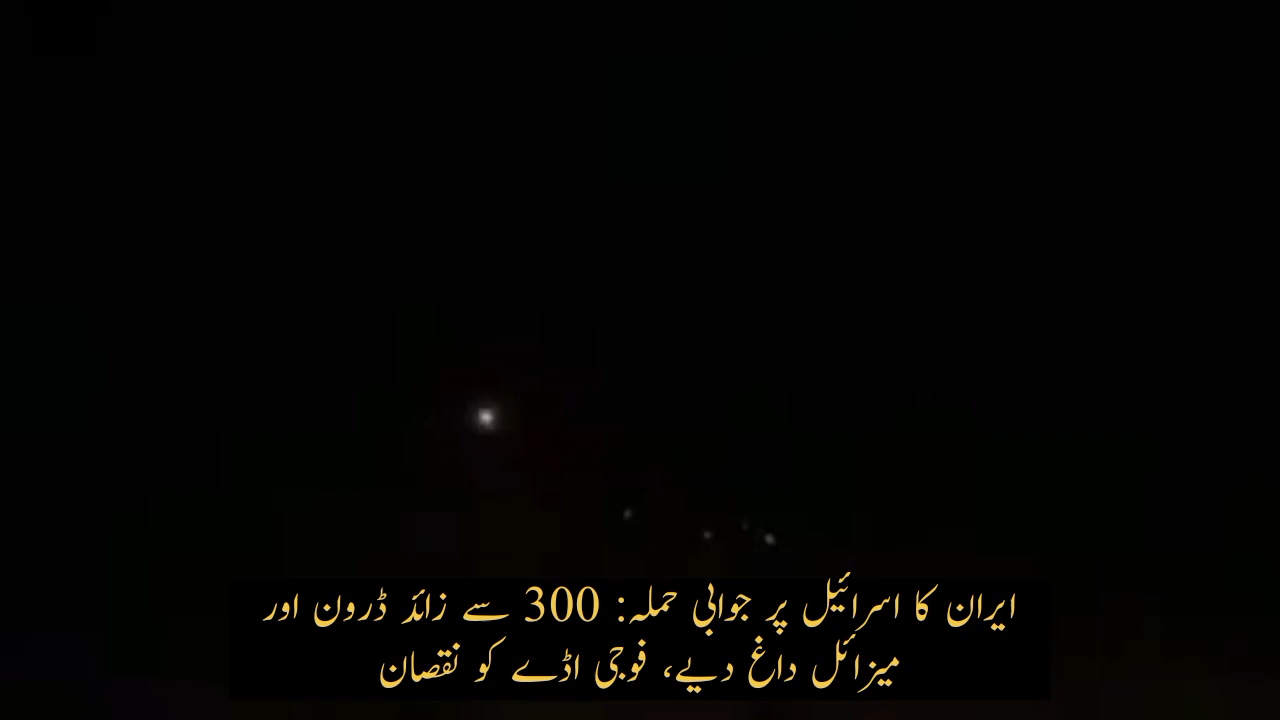 ایران کا اسرائیل پر جوابی حملہ: 300 سے زائد ڈرون اور
میزائل داغ دیے، فوجی اڈے کو نقصان